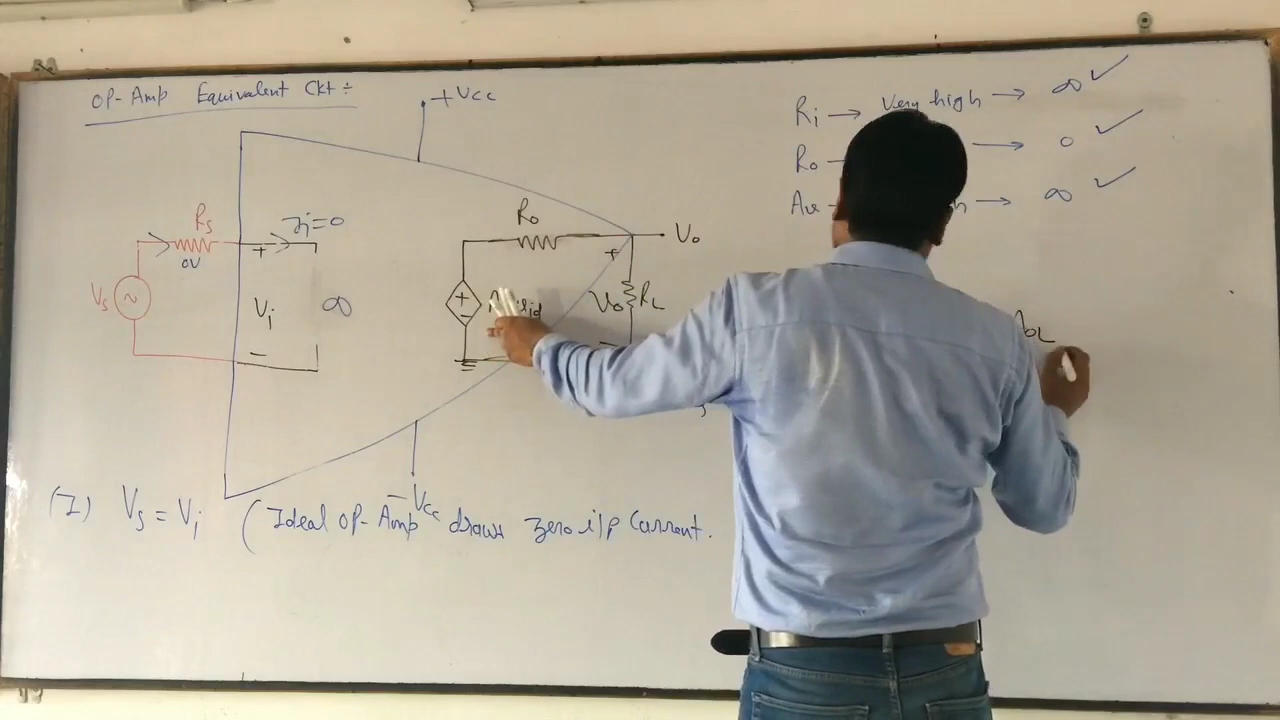 OP-Amp Equivalent Ckt ÷
+Vcc
Ri → Very high → ∞ ✓
Ro → 0 ✓
Av → ∞ ✓
Rs
Ii=0
0V
Vs
+
Vi
−
∞
Ro
Vo
+
−
+
Vo
RL
AOL
−Vcc
(I) Vs = Vi (Ideal OP-Amp draws zero i/p Current.